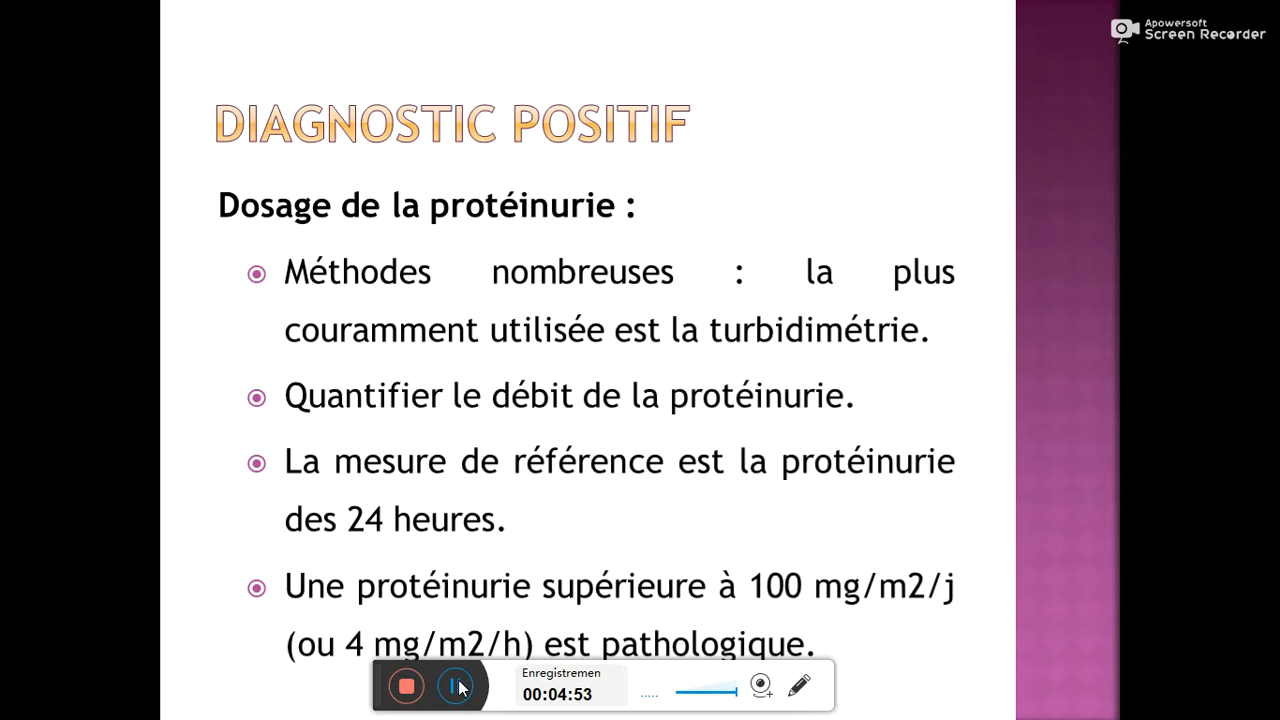 Apowersoft
Screen Recorder
DIAGNOSTIC POSITIF
Dosage de la protéinurie :
Méthodes nombreuses : la plus
couramment utilisée est la turbidimétrie.
Quantifier le débit de la protéinurie.
La mesure de référence est la protéinurie
des 24 heures.
Une protéinurie supérieure à 100 mg/m2/j
(ou 4 mg/m2/h) est pathologique.
Enregistremen
00:04:53